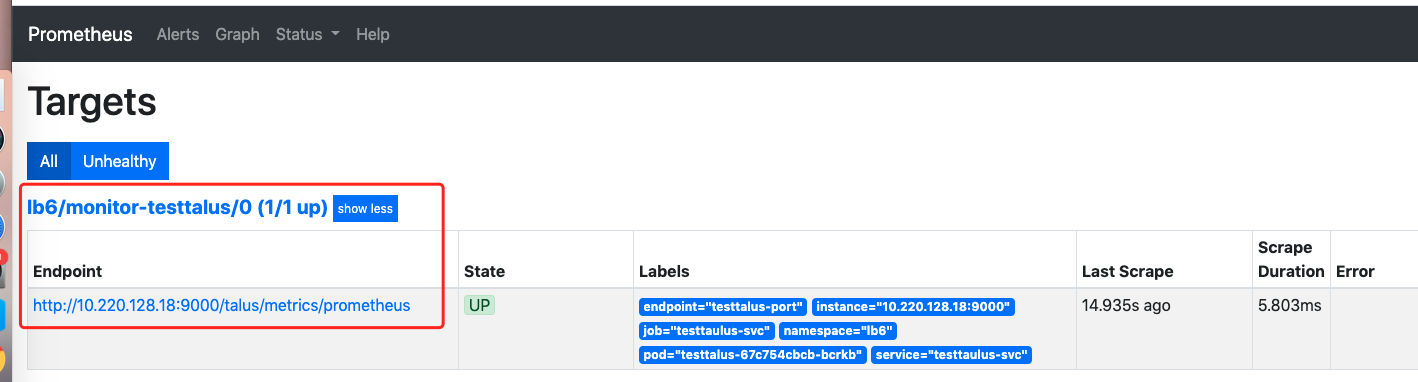 Prometheus Alerts Graph Status Help
Targets
All Unhealthy
lb6/monitor-testtalus/0 (1/1 up) show less
Endpoint State Labels Last Scrape Scrape Duration Error
http://10.220.128.18:9000/talus/metrics/prometheus UP endpoint="testtalus-port" instance="10.220.128.18:9000" 14.935s ago 5.803ms
job="testtaulus-svc" namespace="lb6"
pod="testtalus-67c754cbcb-bcrkb" service="testtaulus-svc"